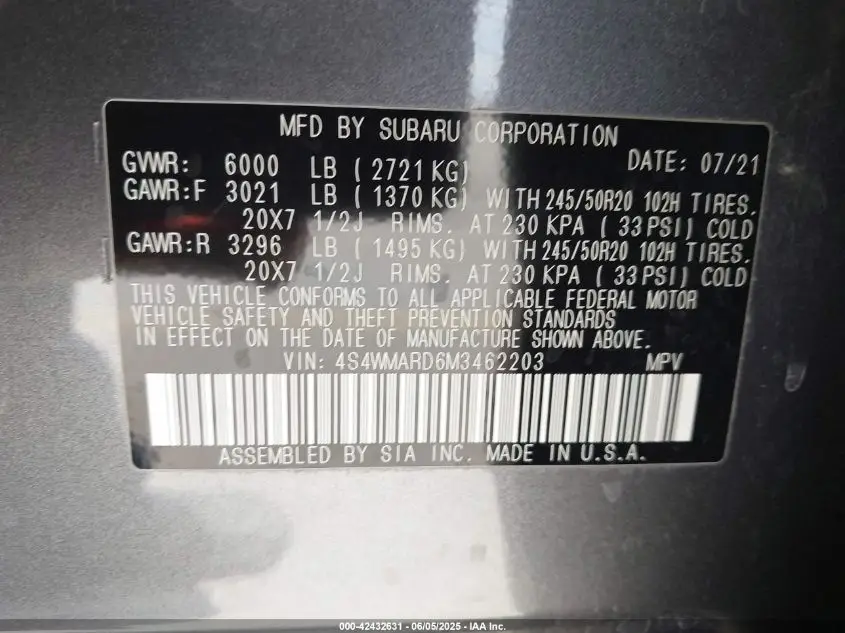 MFD BY SUBARU CORPORATION
GVWR: 6000 LB ( 2721 KG) DATE: 07/21
GAWR:F 3021 LB ( 1370 KG) WITH 245/50R20 102H TIRES.
20X7 1/2J RIMS. AT 230 KPA ( 33 PSI) COLD
GAWR:R 3296 LB ( 1495 KG) WITH 245/50R20 102H TIRES.
20X7 1/2J RIMS. AT 230 KPA ( 33 PSI) COLD
THIS VEHICLE CONFORMS TO ALL APPLICABLE FEDERAL MOTOR
VEHICLE SAFETY AND THEFT PREVENTION STANDARDS
IN EFFECT ON THE DATE OF MANUFACTURE SHOWN ABOVE.
VIN: 4S4WMARD6M3462203 MPV
ASSEMBLED BY SIA INC. MADE IN U.S.A.
000-42432631 - 06/05/2025 - IAA Inc.